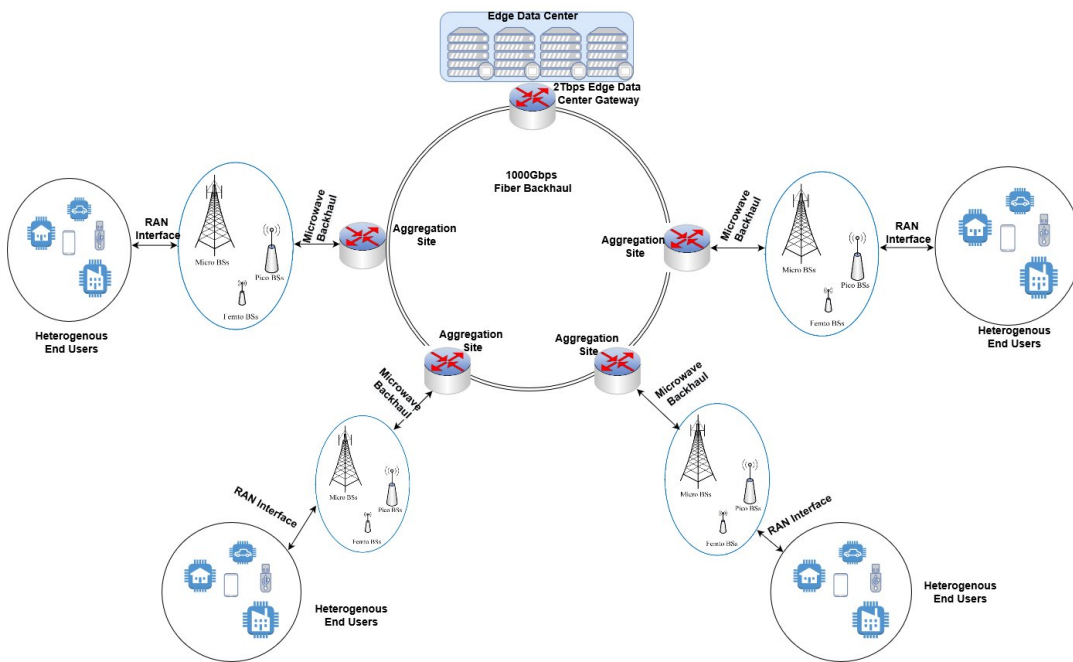 Edge Data Center
2Tbps Edge Data
Center Gateway
1000Gbps
Fiber Backhaul
RAN
Interface
Micro BSs
Pico BSs
Femto BSs
Microwave
Backhaul
Aggregation
Site
Heterogenous
End Users
Aggregation
Site
Microwave
Backhaul
Micro BSs
Pico BSs
Femto BSs
RAN
Interface
Heterogenous
End Users
Aggregation
Site
Microwave
Backhaul
Micro BSs
Pico BSs
Femto BSs
RAN Interface
Heterogenous
End Users
Aggregation
Site
Microwave
Backhaul
Micro BSs
Pico BSs
Femto BSs
RAN Interface
Heterogenous
End Users